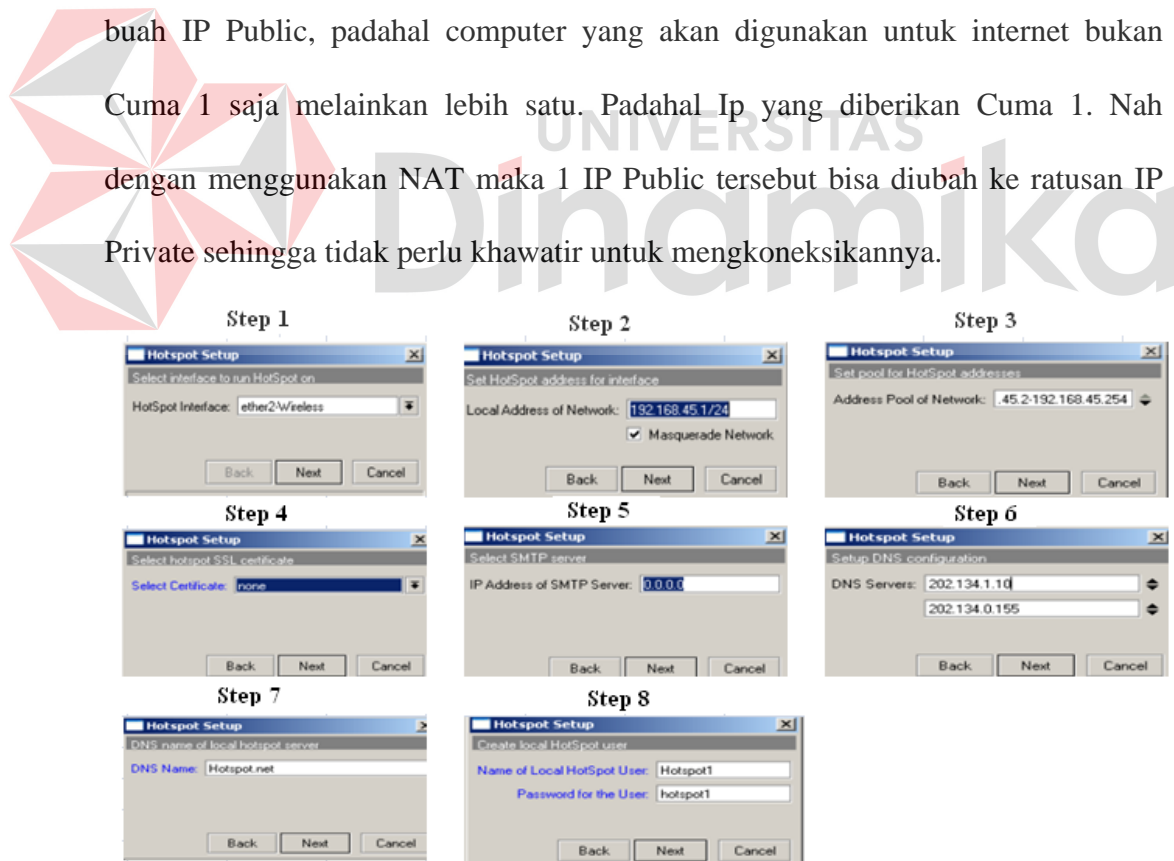 buah IP Public, padahal computer yang akan digunakan untuk internet bukan
Cuma 1 saja melainkan lebih satu. Padahal Ip yang diberikan Cuma 1. Nah
UNIVERSITAS
dengan menggunakan NAT maka 1 IP Public tersebut bisa diubah ke ratusan IP
Dinamika
Private sehingga tidak perlu khawatir untuk mengkoneksikannya.
Step 1
Hotspot Setup
Select interface to run HotSpot on
HotSpot Interface: ether2-Wireless
Back Next Cancel
Step 2
Hotspot Setup
Set HotSpot address for interface
Local Address of Network: 192.168.45.1/24
Masquerade Network
Back Next Cancel
Step 3
Hotspot Setup
Set pool for HotSpot addresses
Address Pool of Network: .45.2-192.168.45.254
Back Next Cancel
Step 4
Hotspot Setup
Select hotspot SSL certificate
Select Certificate: none
Back Next Cancel
Step 5
Hotspot Setup
Select SMTP server
IP Address of SMTP Server: 0.0.0.0
Back Next Cancel
Step 6
Hotspot Setup
Setup DNS configuration
DNS Servers: 202.134.1.10
202.134.0.155
Back Next Cancel
Step 7
Hotspot Setup
DNS name of local hotspot server
DNS Name: Hotspot.net
Back Next Cancel
Step 8
Hotspot Setup
Create local HotSpot user
Name of Local HotSpot User: Hotspot1
Password for the User: hotspot1
Back Next Cancel